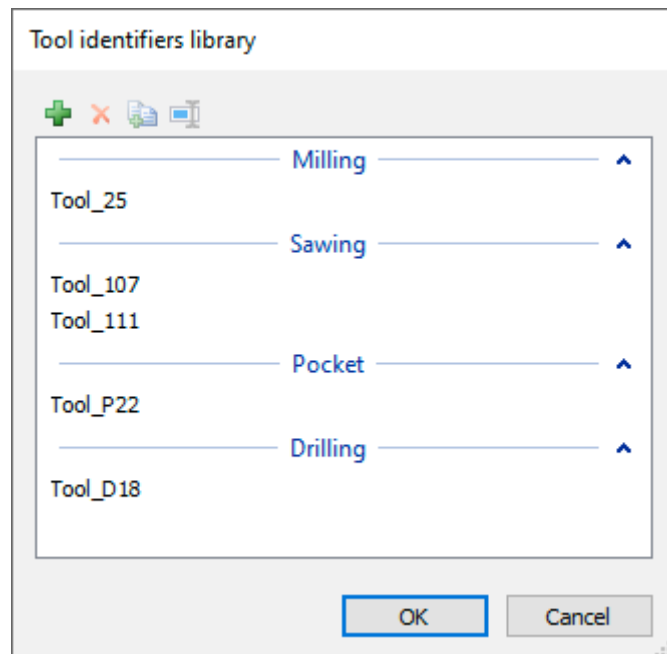 Tool identifiers library
Milling
Tool_25
Sawing
Tool_107
Tool_111
Pocket
Tool_P22
Drilling
Tool_D18
OK Cancel